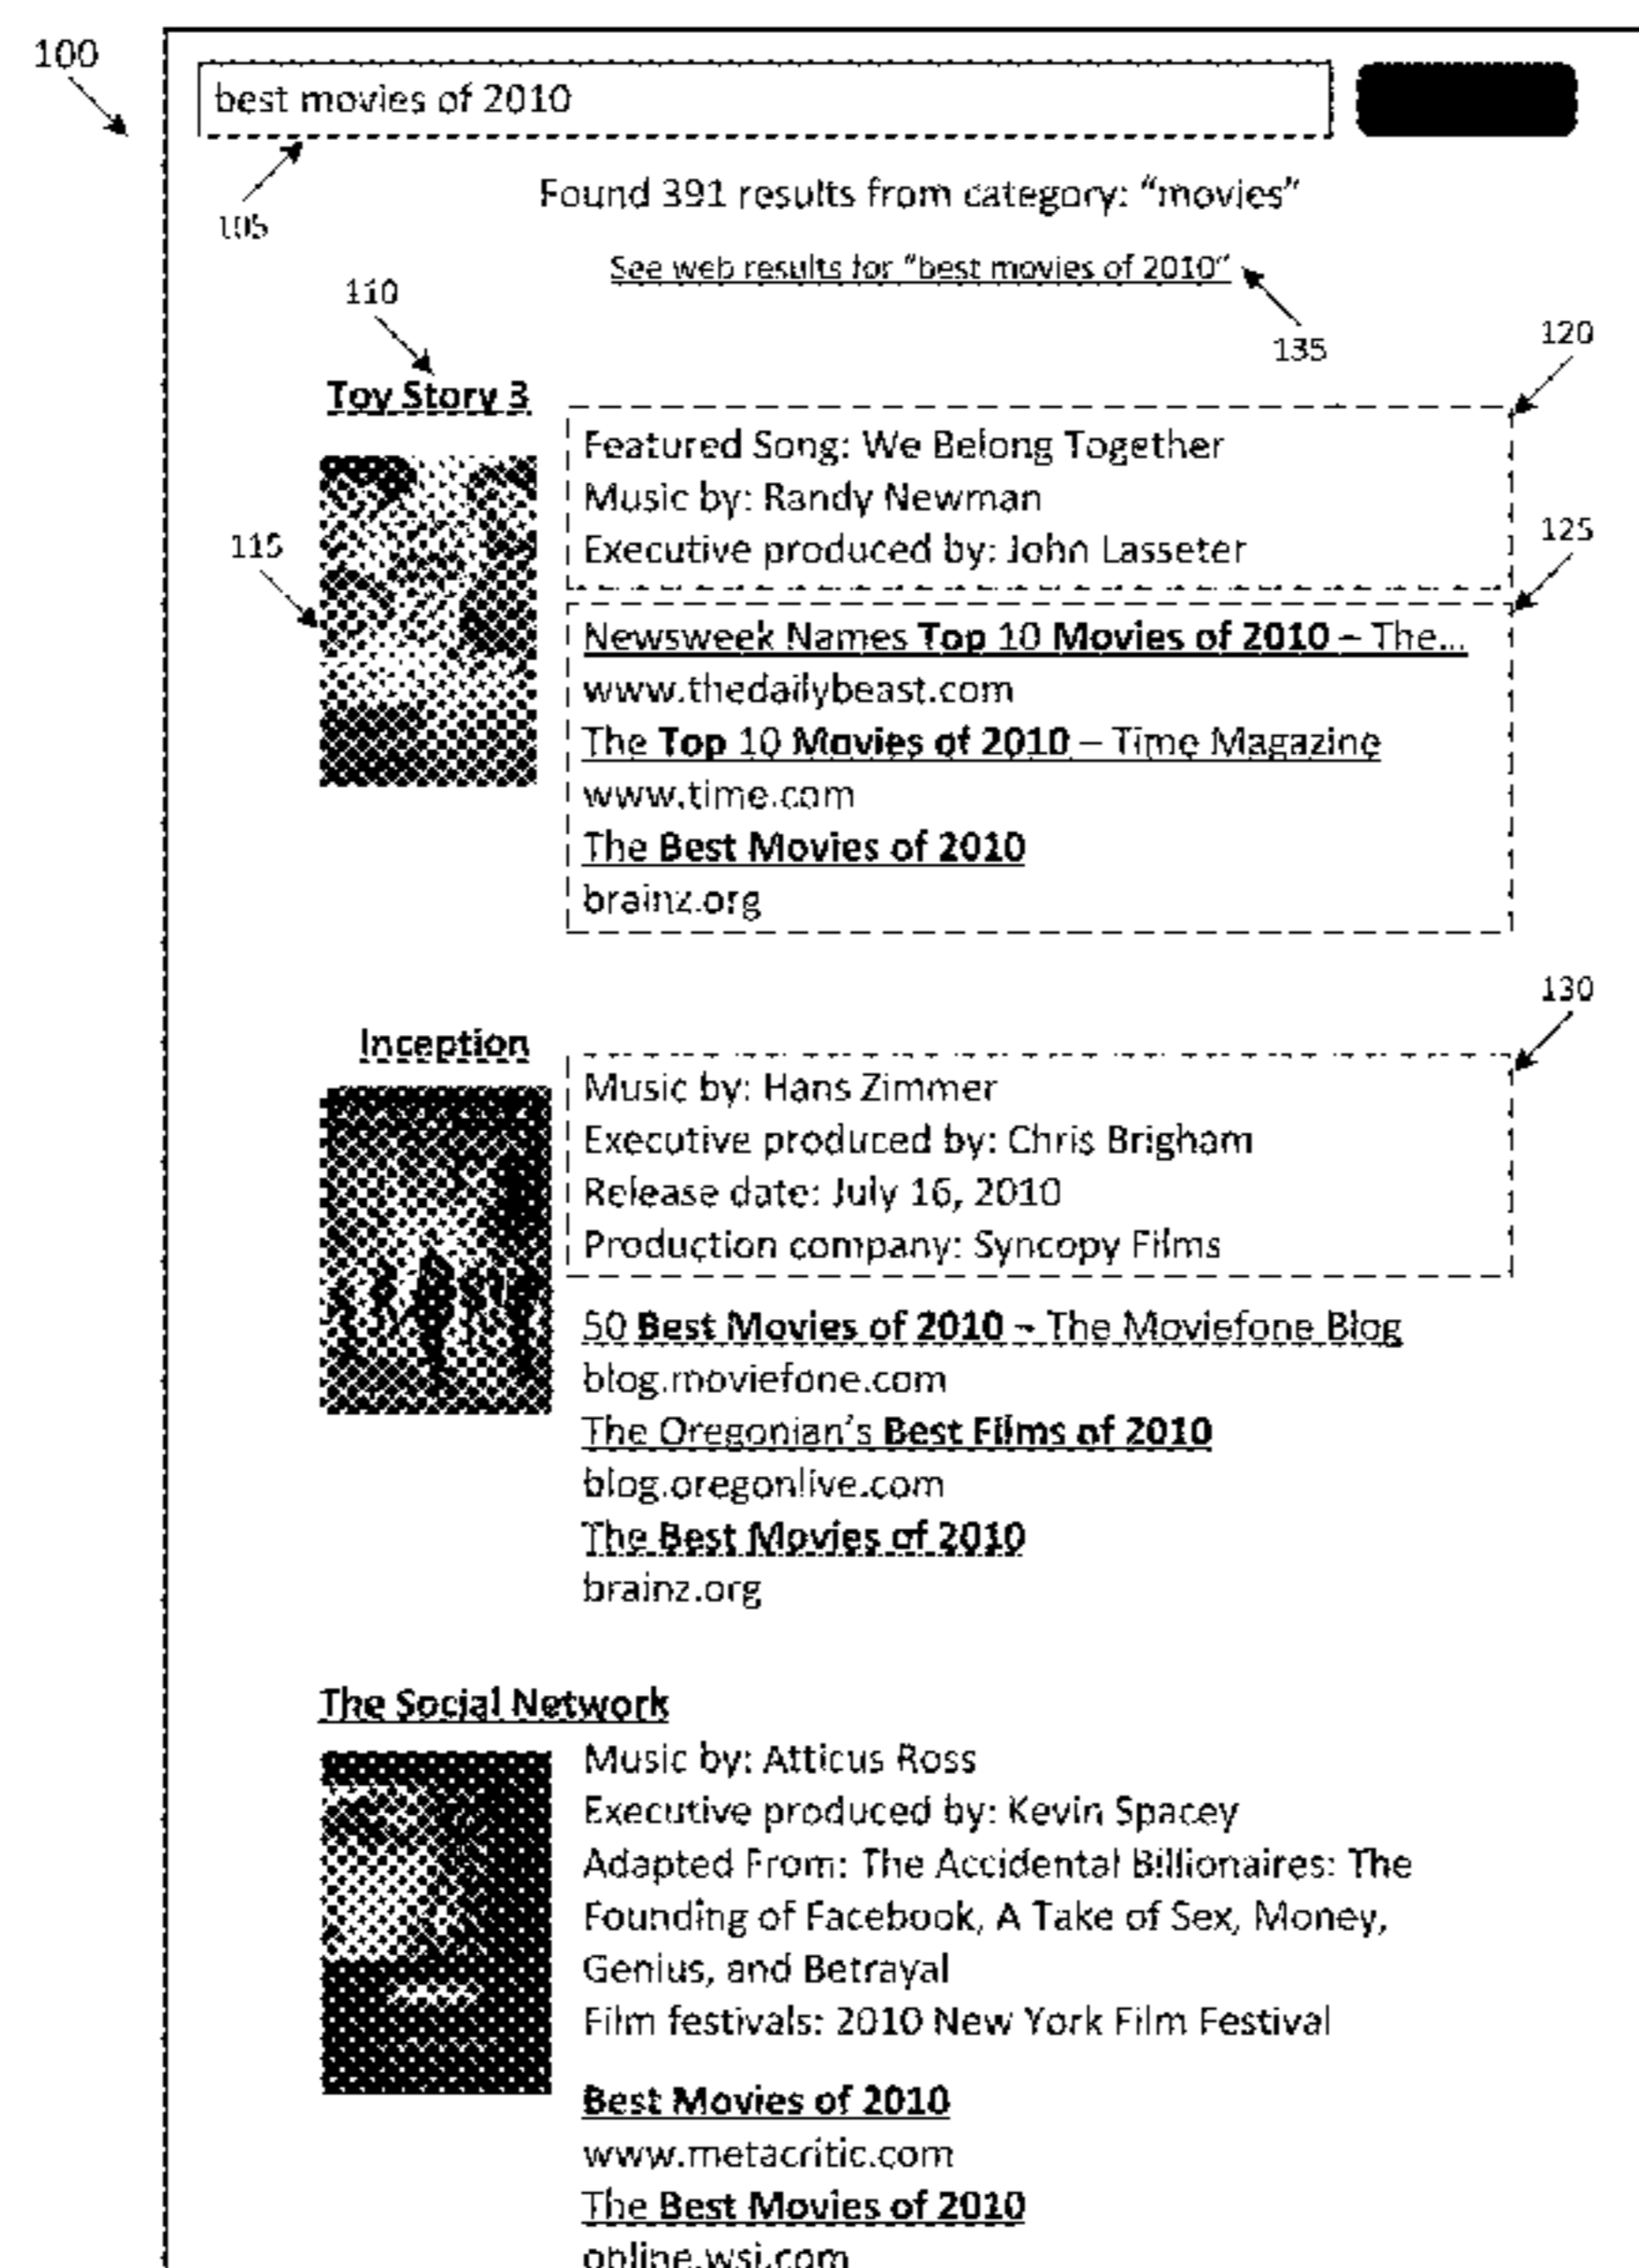 100
best movies of 2010
105
Found 391 results from category: “movies”
See web results for “best movies of 2010”
110
135
120
Toy Story 3
Featured Song: We Belong Together
Music by: Randy Newman
Executive produced by: John Lasseter
115
125
Newsweek Names Top 10 Movies of 2010 – The...
www.thedailybeast.com
The Top 10 Movies of 2010 – Time Magazine
www.time.com
The Best Movies of 2010
brainz.org
130
Inception
Music by: Hans Zimmer
Executive produced by: Chris Brigham
Release date: July 16, 2010
Production company: Syncopy Films
50 Best Movies of 2010 – The Moviefone Blog
blog.moviefone.com
The Oregonian’s Best Films of 2010
blog.oregonlive.com
The Best Movies of 2010
brainz.org
The Social Network
Music by: Atticus Ross
Executive produced by: Kevin Spacey
Adapted From: The Accidental Billionaires: The
Founding of Facebook, A Take of Sex, Money,
Genius, and Betrayal
Film festivals: 2010 New York Film Festival
Best Movies of 2010
www.metacritic.com
The Best Movies of 2010
online.wsj.com